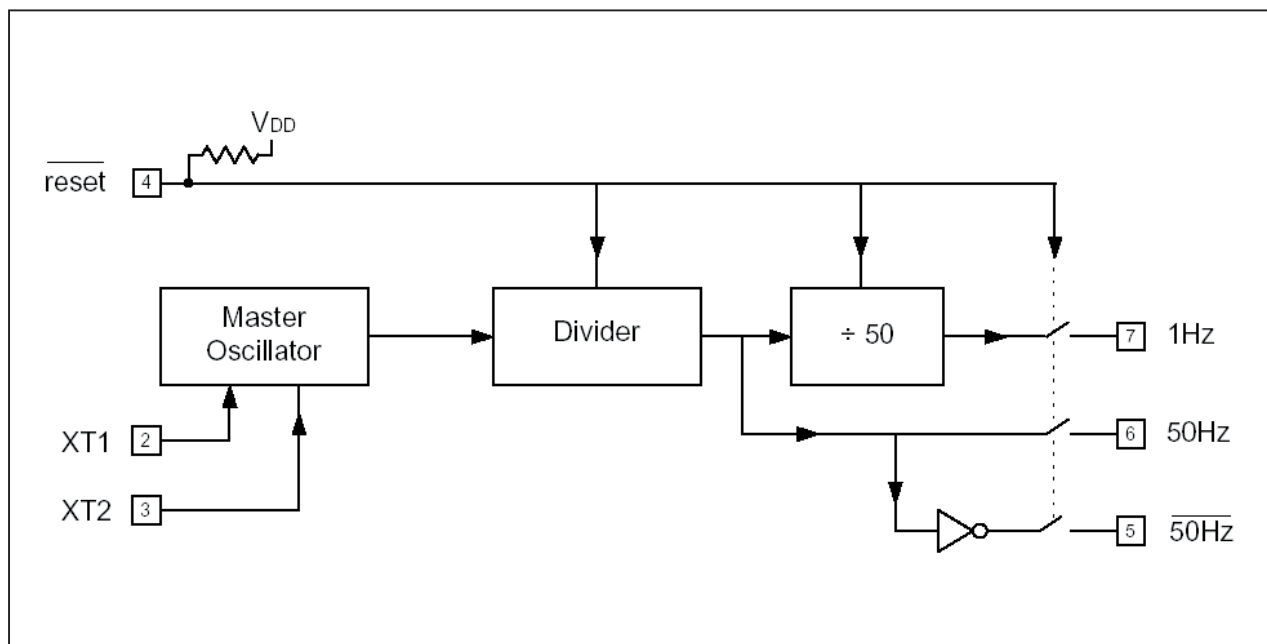 VDD
reset
4
Master
Oscillator
Divider
÷ 50
7
1Hz
XT1
2
6
50Hz
XT2
3
5
50Hz